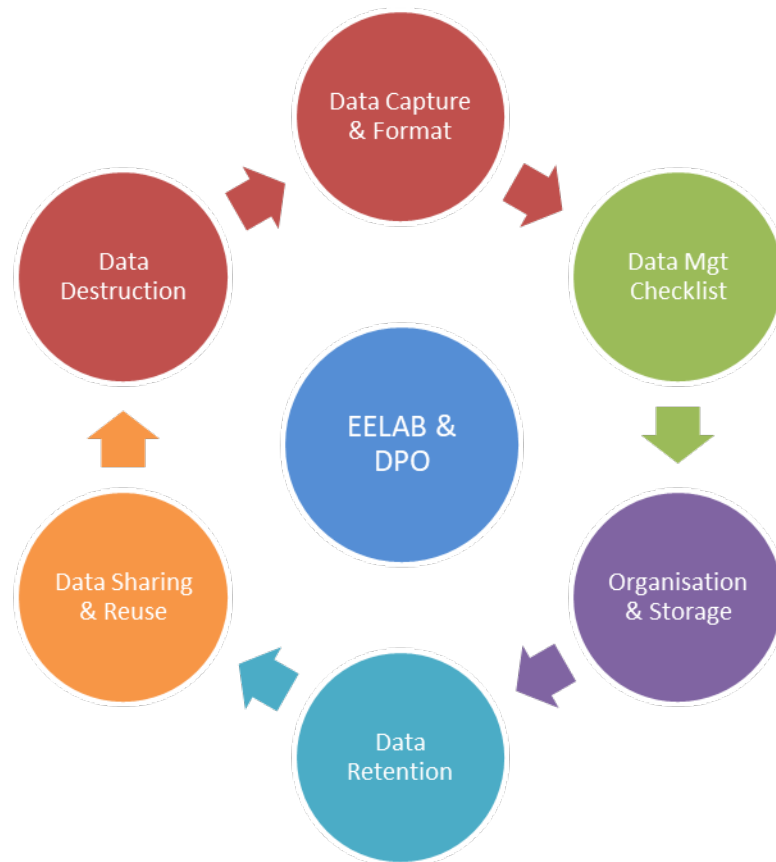 Data Capture
& Format
Data Mgt
Checklist
Organisation
& Storage
Data
Retention
Data Sharing
& Reuse
Data
Destruction
EELAB &
DPO